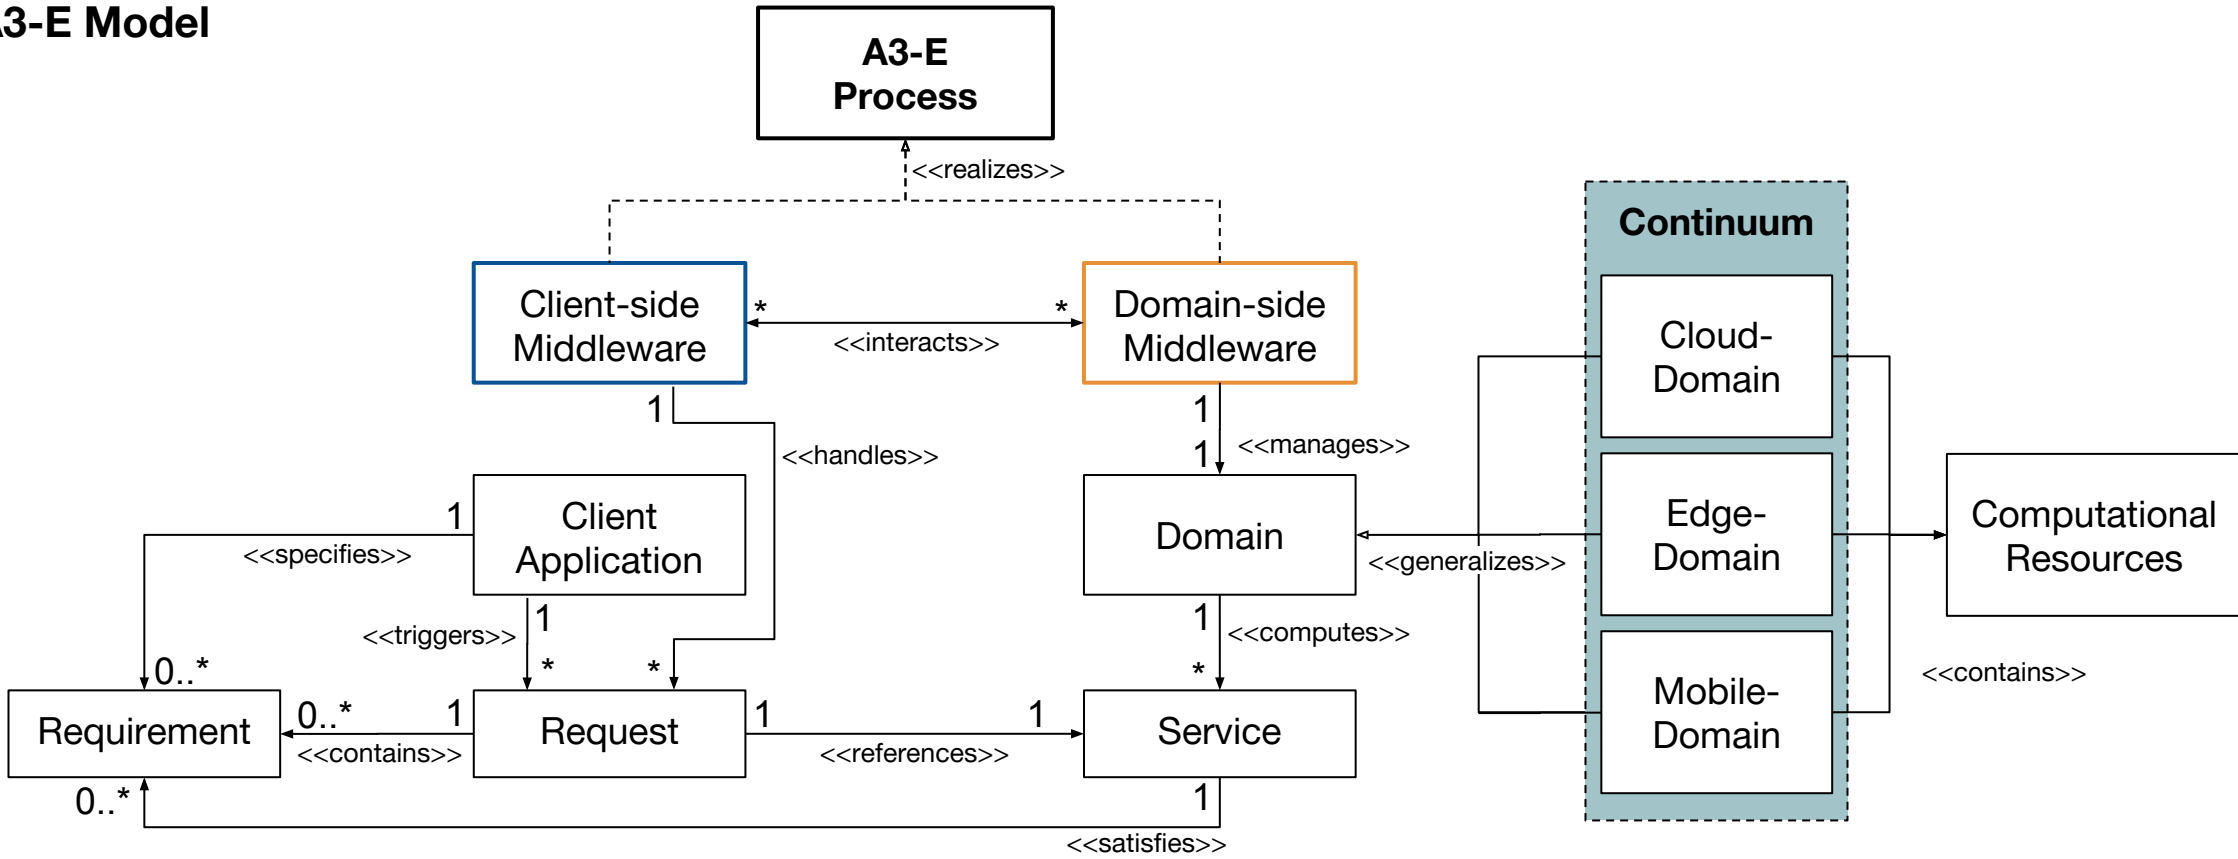 3-E Model
A3-E
Process
<<realizes>>
Continuum
Client-side
Middleware
*
*
<<interacts>>
Domain-side
Middleware
Cloud-
Domain
1
<<handles>>
1
1
<<manages>>
Client
Application
1
<<specifies>>
Domain
<<generalizes>>
Edge-
Domain
Computational
Resources
1
<<triggers>>
*
*
1
<<computes>>
*
0..*
Mobile-
Domain
<<contains>>
Requirement
0..*
1
<<contains>>
Request
1
1
<<references>>
Service
0..*
1
<<satisfies>>